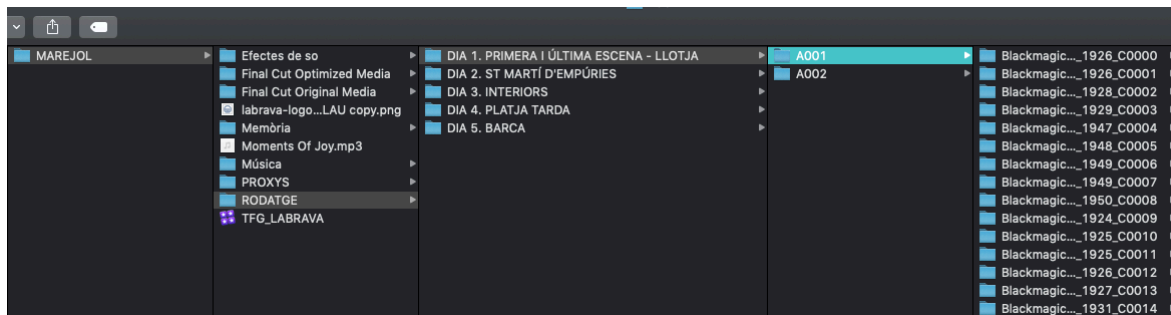 MAREJOL
Efectes de so
Final Cut Optimized Media
Final Cut Original Media
labrava-logo...LAU copy.png
Memòria
Moments Of Joy.mp3
Música
PROXYS
RODATGE
TFG_LABRAVA
DIA 1. PRIMERA I ÚLTIMA ESCENA - LLOTJA
DIA 2. ST MARTÍ D'EMPÚRIES
DIA 3. INTERIORS
DIA 4. PLATJA TARDA
DIA 5. BARCA
A001
A002
Blackmagic..._1926_C0000
Blackmagic..._1926_C0001
Blackmagic..._1928_C0002
Blackmagic..._1929_C0003
Blackmagic..._1947_C0004
Blackmagic..._1948_C0005
Blackmagic..._1949_C0006
Blackmagic..._1949_C0007
Blackmagic..._1950_C0008
Blackmagic..._1924_C0009
Blackmagic..._1925_C0010
Blackmagic..._1925_C0011
Blackmagic..._1926_C0012
Blackmagic..._1927_C0013
Blackmagic..._1931_C0014